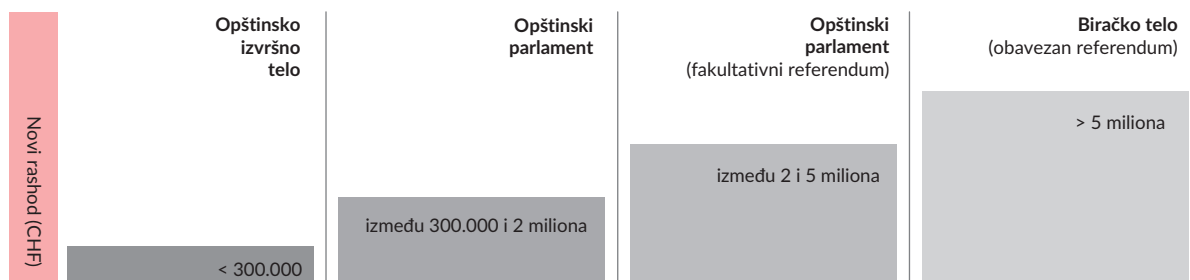 Novi rashod (CHF)
Opštinsko
izvršno
telo
< 300.000
Opštinski
parlament
između 300.000 i 2 miliona
Opštinski
parlament
(fakultativni referendum)
između 2 i 5 miliona
Biračko telo
(obavezan referendum)
> 5 miliona